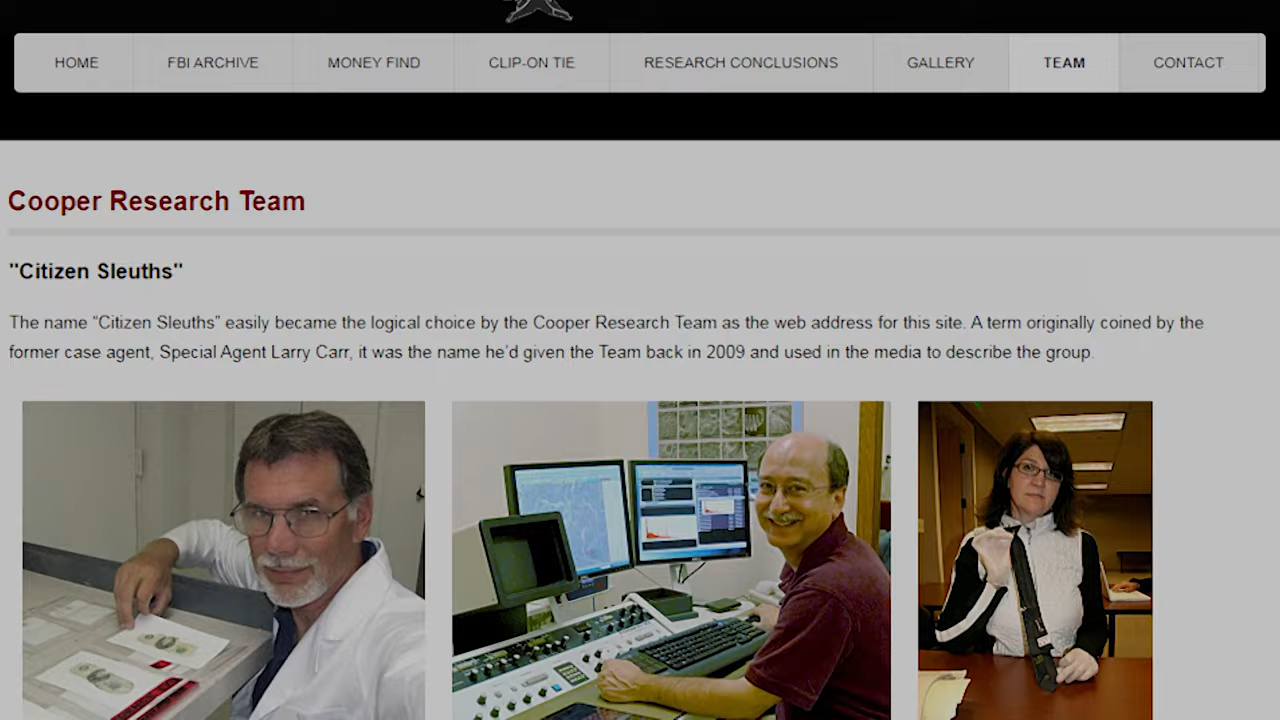 HOME FBI ARCHIVE MONEY FIND CLIP-ON TIE RESEARCH CONCLUSIONS GALLERY TEAM CONTACT
Cooper Research Team
"Citizen Sleuths"
The name “Citizen Sleuths” easily became the logical choice by the Cooper Research Team as the web address for this site. A term originally coined by the
former case agent, Special Agent Larry Carr, it was the name he’d given the Team back in 2009 and used in the media to describe the group.